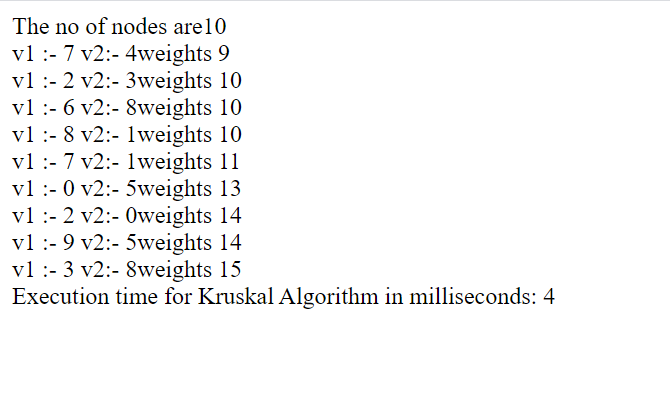 The no of nodes are10
v1 :- 7 v2:- 4weights 9
v1 :- 2 v2:- 3weights 10
v1 :- 6 v2:- 8weights 10
v1 :- 8 v2:- 1weights 10
v1 :- 7 v2:- 1weights 11
v1 :- 0 v2:- 5weights 13
v1 :- 2 v2:- 0weights 14
v1 :- 9 v2:- 5weights 14
v1 :- 3 v2:- 8weights 15
Execution time for Kruskal Algorithm in milliseconds: 4